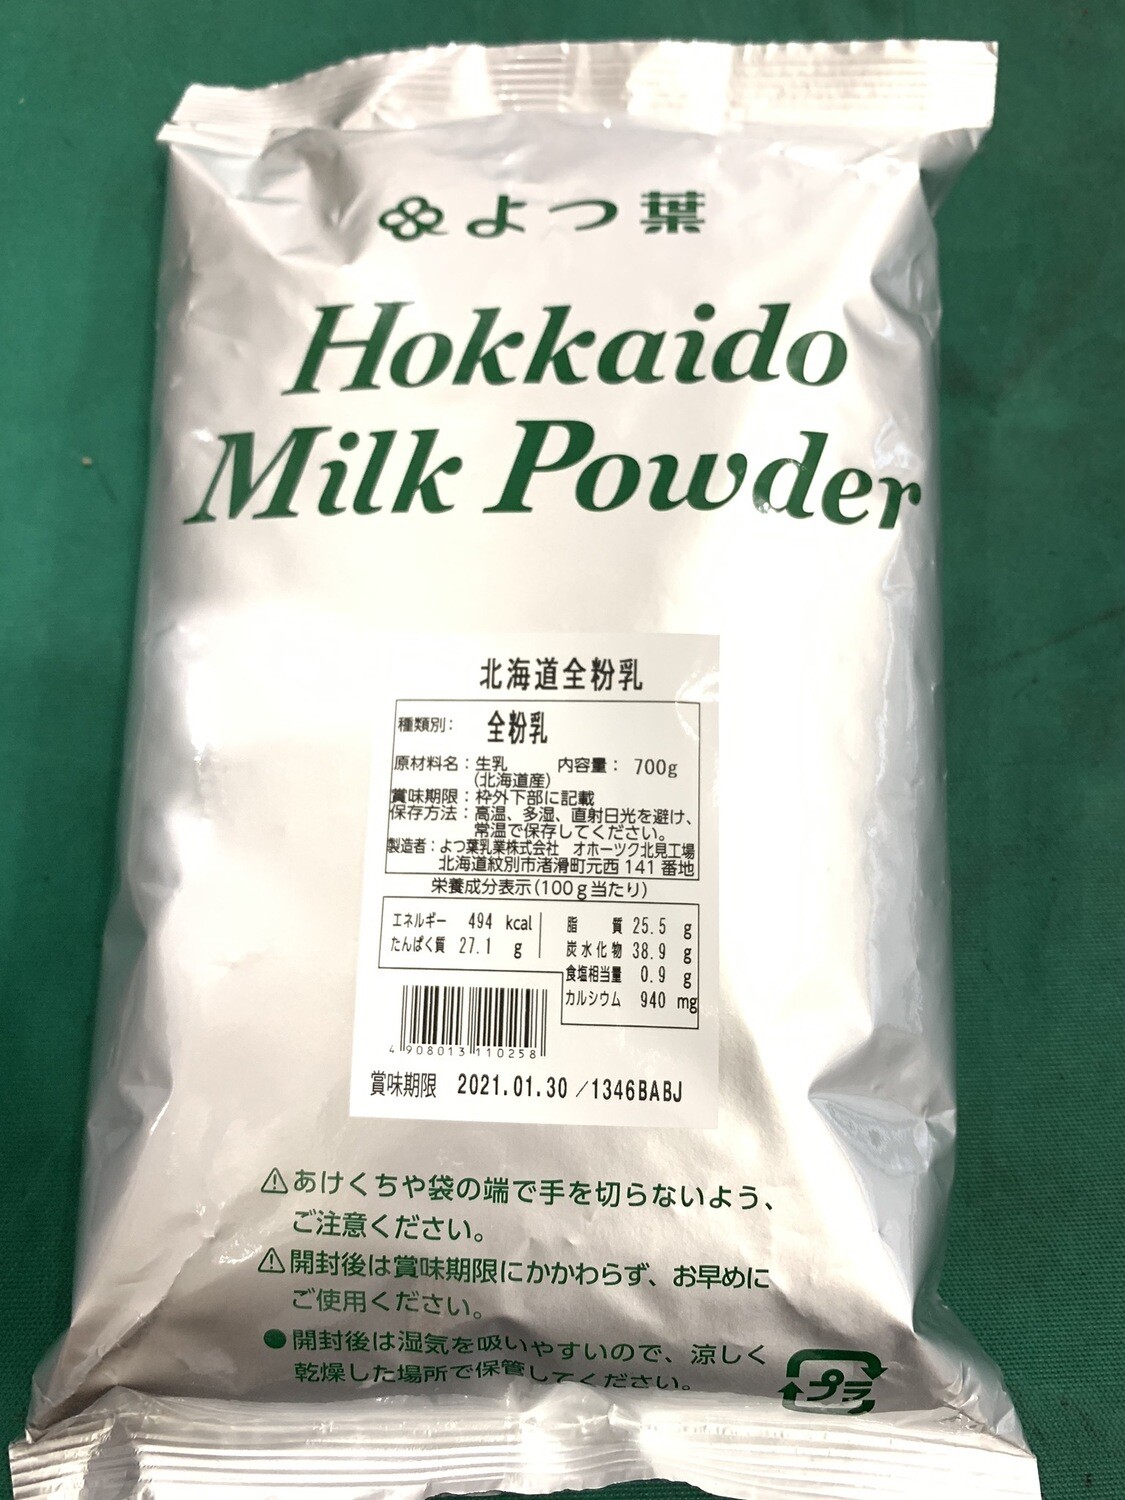 よつ葉
Hokkaido
Milk Powder
北海道全粉乳
種類別： 全粉乳
原材料名：生乳 内容量： 700g
(北海道産)
賞味期限：枠外下部に記載
保存方法：高温、多湿、直射日光を避け、
常温で保存してください。
製造者：よつ葉乳業株式会社 オホーツク北見工場
北海道紋別市渚滑町元西 141 番地
栄養成分表示(100g当たり)
エネルギー 494 kcal 脂 質 25.5 g
たんぱく質 27.1 g 炭水化物 38.9 g
食塩相当量 0.9 g
カルシウム 940 mg
4 908013 110258
賞味期限 2021.01.30 /1346BABJ
⚠あけくちや袋の端で手を切らないよう、
ご注意ください。
⚠開封後は賞味期限にかかわらず、お早めに
ご使用ください。
●開封後は湿気を吸いやすいので、涼しく
乾燥した場所で保管してください。
プラ